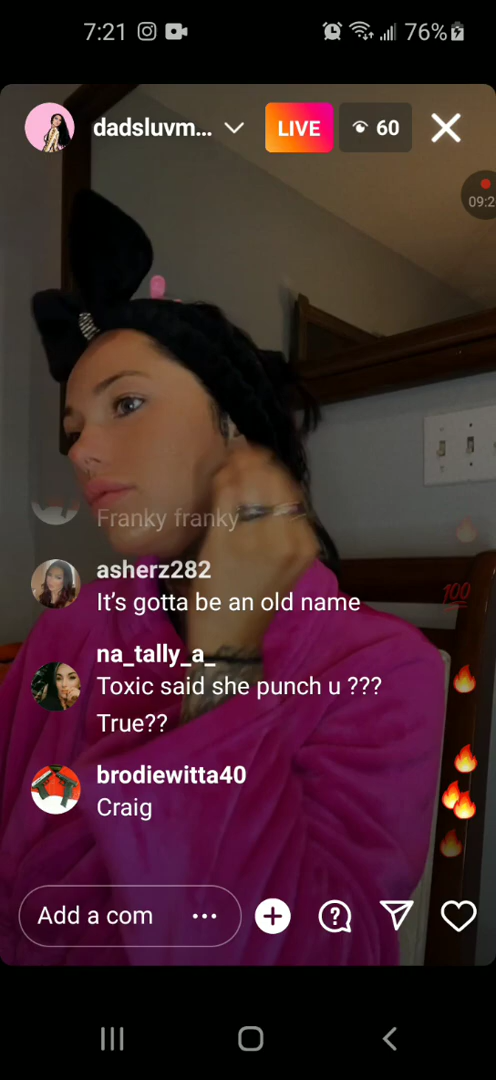 7:21
76%
dadsluvm...
LIVE
60
09:2
Franky franky
asherz282
It's gotta be an old name
na_tally_a_
Toxic said she punch u ???
True??
brodiewitta40
Craig
💯
Add a com